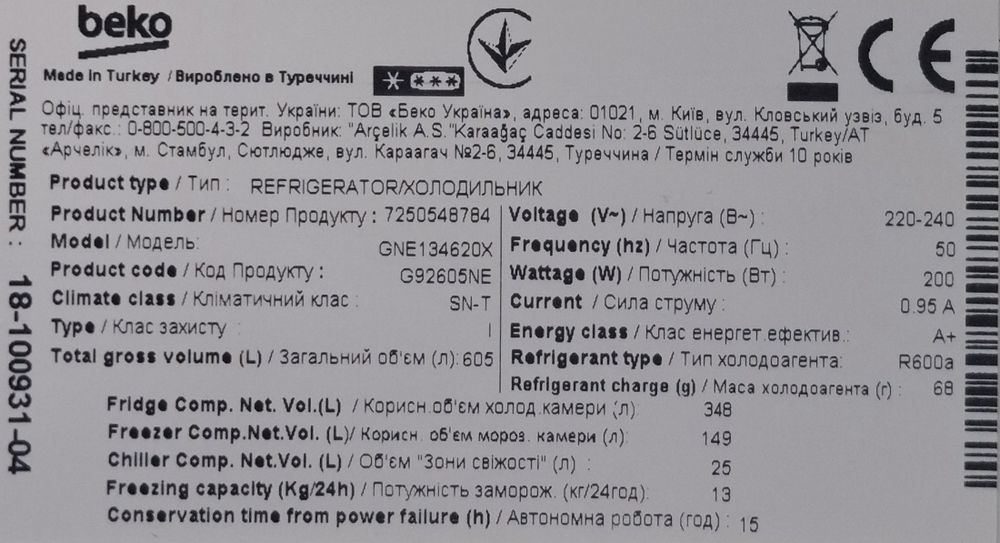 beko
Made in Turkey / Вироблено в Туреччині
Офіц. представник на терит. України: ТОВ «Беко Україна», адреса: 01021, м. Київ, вул. Кловський узвіз, буд. 5
тел/факс.: 0-800-500-4-3-2 Виробник: "Arçelik A.S."Karaağaç Caddesi No: 2-6 Sütlüce, 34445, Turkey/АТ
«Арчелік», м. Стамбул, Сютлюдже, вул. Караагач №2-6, 34445, Туреччина / Термін служби 10 років
Product type / Тип : REFRIGERATOR/ХОЛОДИЛЬНИК
Product Number / Номер Продукту : 7250548784
Model / Модель: GNE134620X
Product code / Код Продукту : G92605NE
Climate class / Кліматичний клас : SN-T
Type / Клас захисту : I
Total gross volume (L) / Загальний об'єм (л): 605
Voltage (V~) / Напруга (В~) : 220-240
Frequency (hz) / Частота (Гц) : 50
Wattage (W) / Потужність (Вт) : 200
Current / Сила струму : 0.95 A
Energy class / Клас енергет.ефектив.: A+
Refrigerant type / Тип холодоагента: R600a
Refrigerant charge (g) / Маса холодоагента (г) : 68
Fridge Comp. Net. Vol.(L) / Корисн.об'єм холод.камери (л): 348
Freezer Comp.Net.Vol. (L)/ Корисн. об'єм мороз. камери (л): 149
Chiller Comp. Net.Vol. (L) / Об'єм "Зони свіжості" (л) : 25
Freezing capacity (Kg/24h) / Потужність заморож. (кг/24год): 13
Conservation time from power failure (h) / Автономна робота (год) : 15
SERIAL NUMBER : 18-100931-04